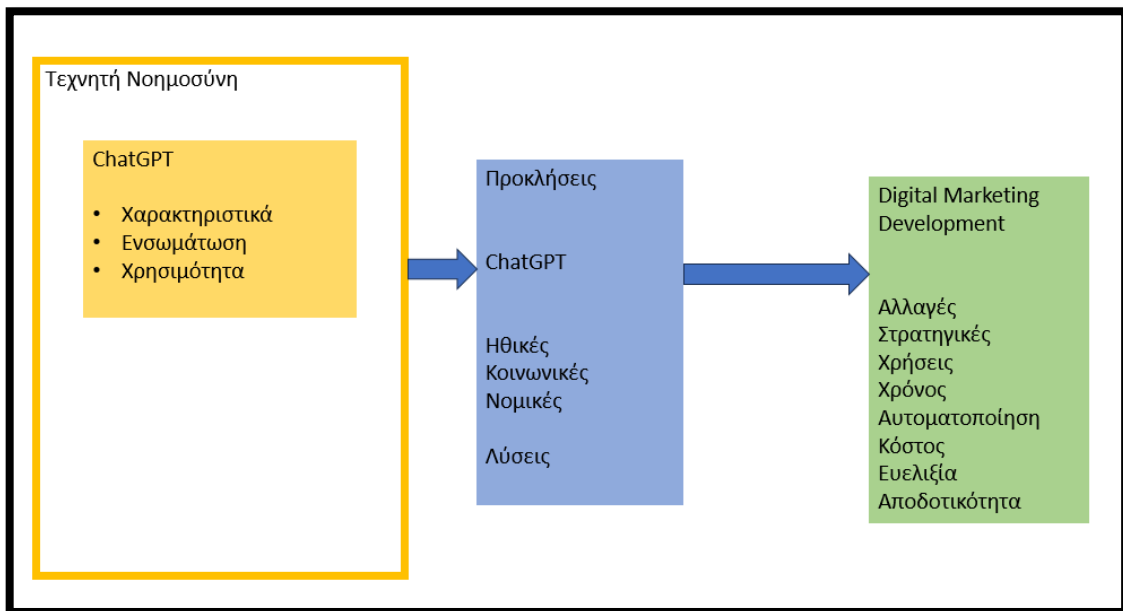 Τεχνητή Νοημοσύνη
ChatGPT
• Χαρακτηριστικά
• Ενσωμάτωση
• Χρησιμότητα
Προκλήσεις
ChatGPT
Ηθικές
Κοινωνικές
Νομικές
Λύσεις
Digital Marketing
Development
Αλλαγές
Στρατηγικές
Χρήσεις
Χρόνος
Αυτοματοποίηση
Κόστος
Ευελιξία
Αποδοτικότητα